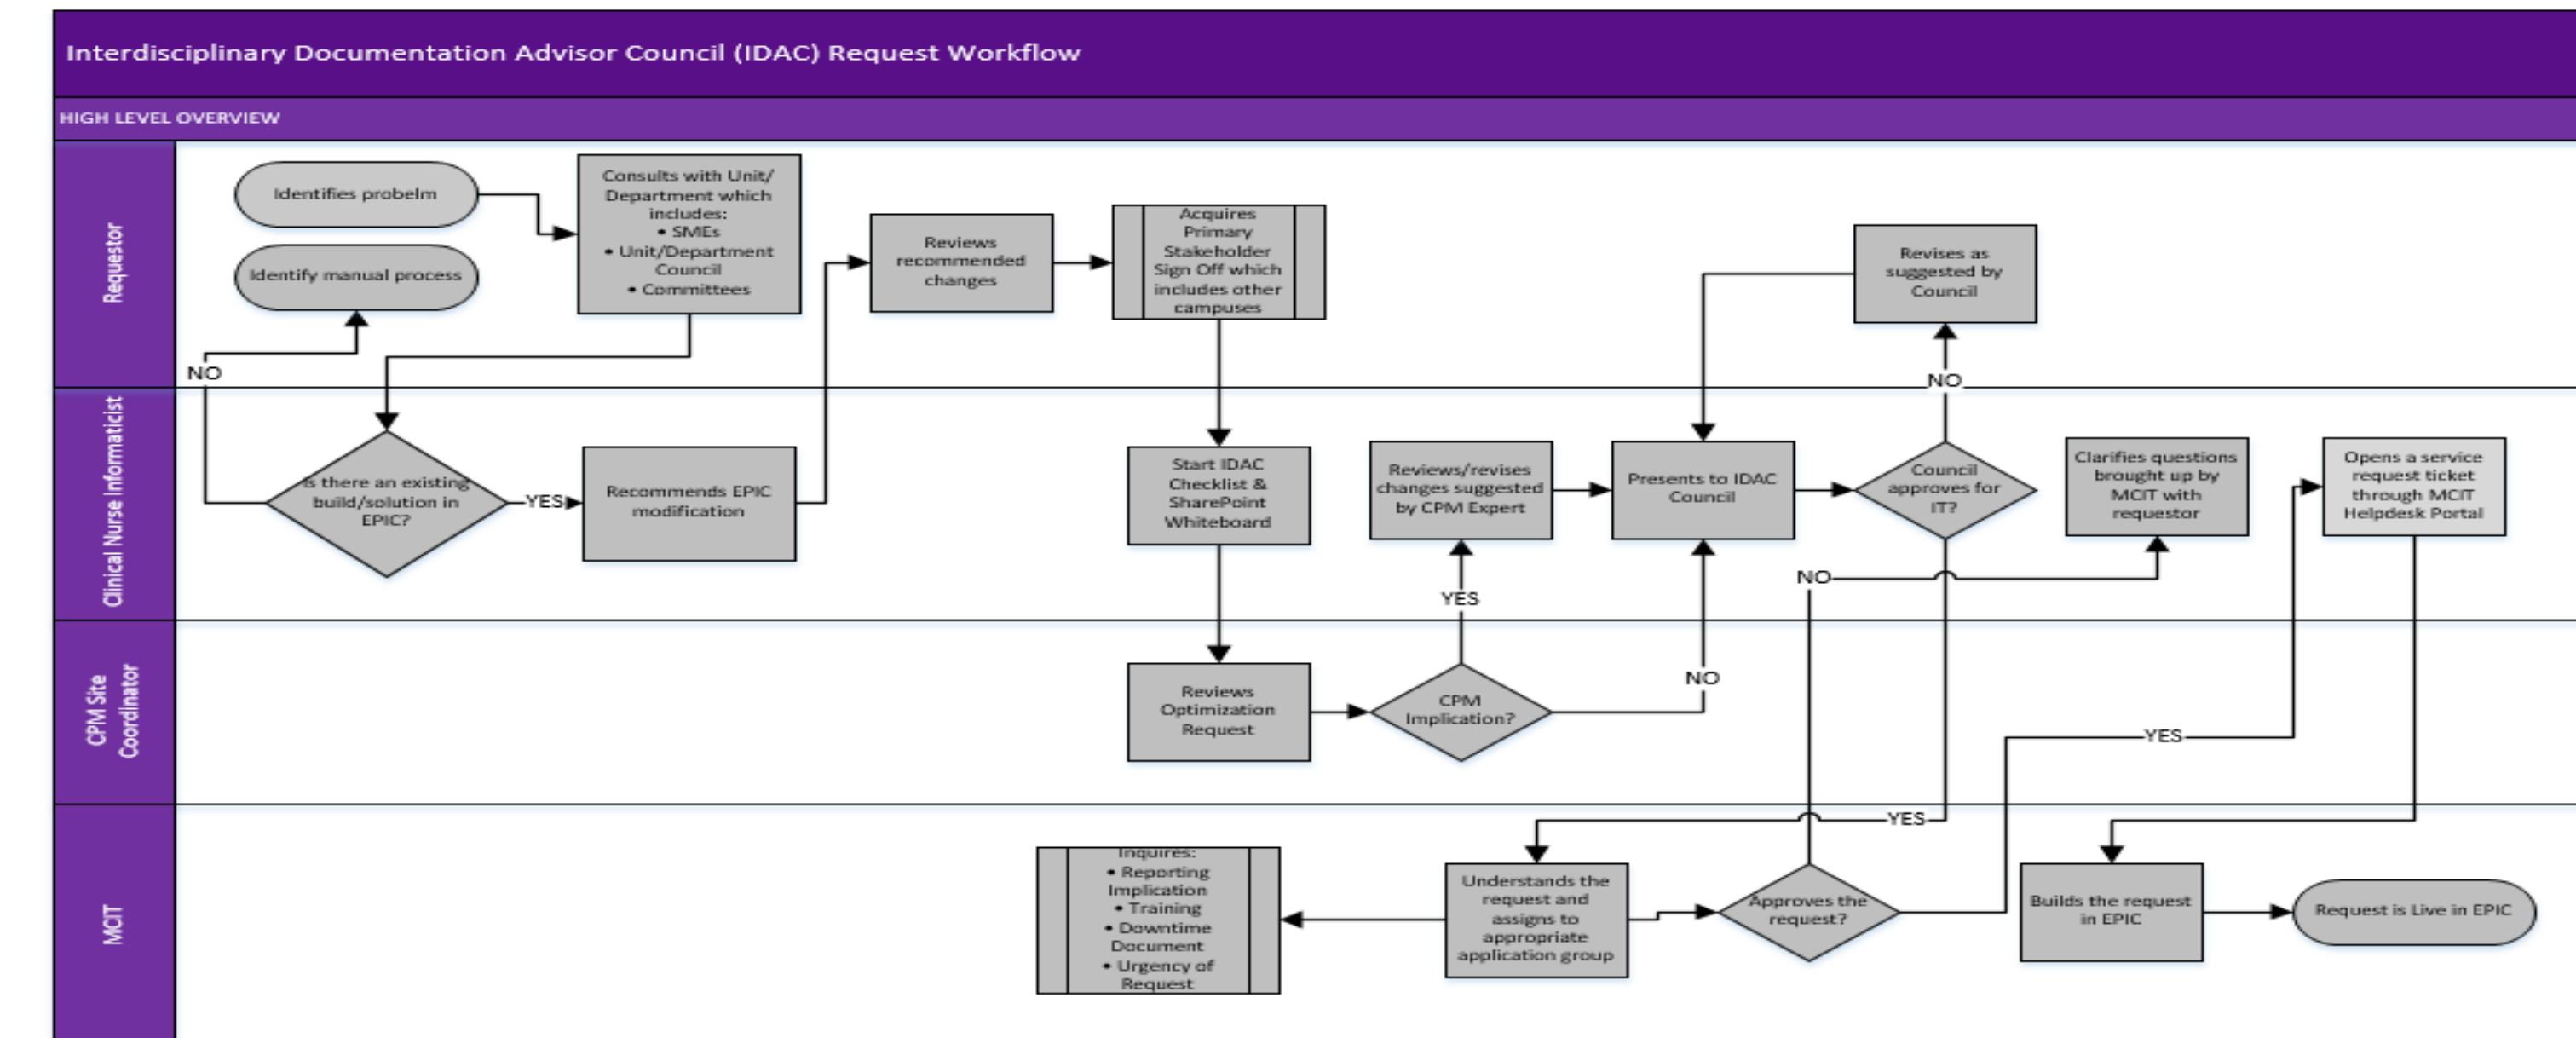 Interdisciplinary Documentation Advisor Council (IDAC) Request Workflow
HIGH LEVEL OVERVIEW
Requestor
Identifies probelm
Identify manual process
Consults with Unit/
Department which
includes:
• SMEs
• Unit/Department
Council
• Committees
Reviews
recommended
changes
Acquires
Primary
Stakeholder
Sign Off which
includes other
campuses
Revises as
suggested by
Council
NO
NO
Clinical Nurse Informaticist
Is there an existing
build/solution in
EPIC?
YES
Recommends EPIC
modification
Start IDAC
Checklist &
SharePoint
Whiteboard
Reviews/revises
changes suggested
by CPM Expert
Presents to IDAC
Council
Council
approves for
IT?
Clarifies questions
brought up by
MCIT with
requestor
Opens a service
request ticket
through MCIT
Helpdesk Portal
NO
YES
CPM Site
Coordinator
Reviews
Optimization
Request
CPM
Implication?
NO
YES
MCIT
YES
Inquires:
• Reporting
Implication
• Training
• Downtime
Document
• Urgency of
Request
Understands the
request and
assigns to
appropriate
application group
Approves the
request?
Builds the request
in EPIC
Request is Live in EPIC